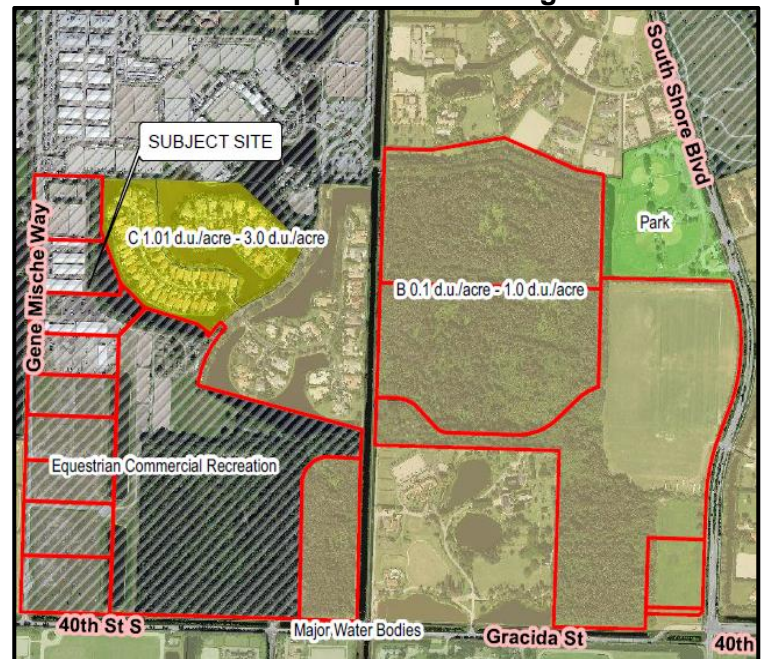 South Shore Blvd
SUBJECT SITE
Gene Mische Way
C 1.01 d.u./acre - 3.0 d.u./acre
Park
B 0.1 d.u./acre - 1.0 d.u./acre
Equestrian Commercial Recreation
40th St S
Major Water Bodies
Gracida St
40th